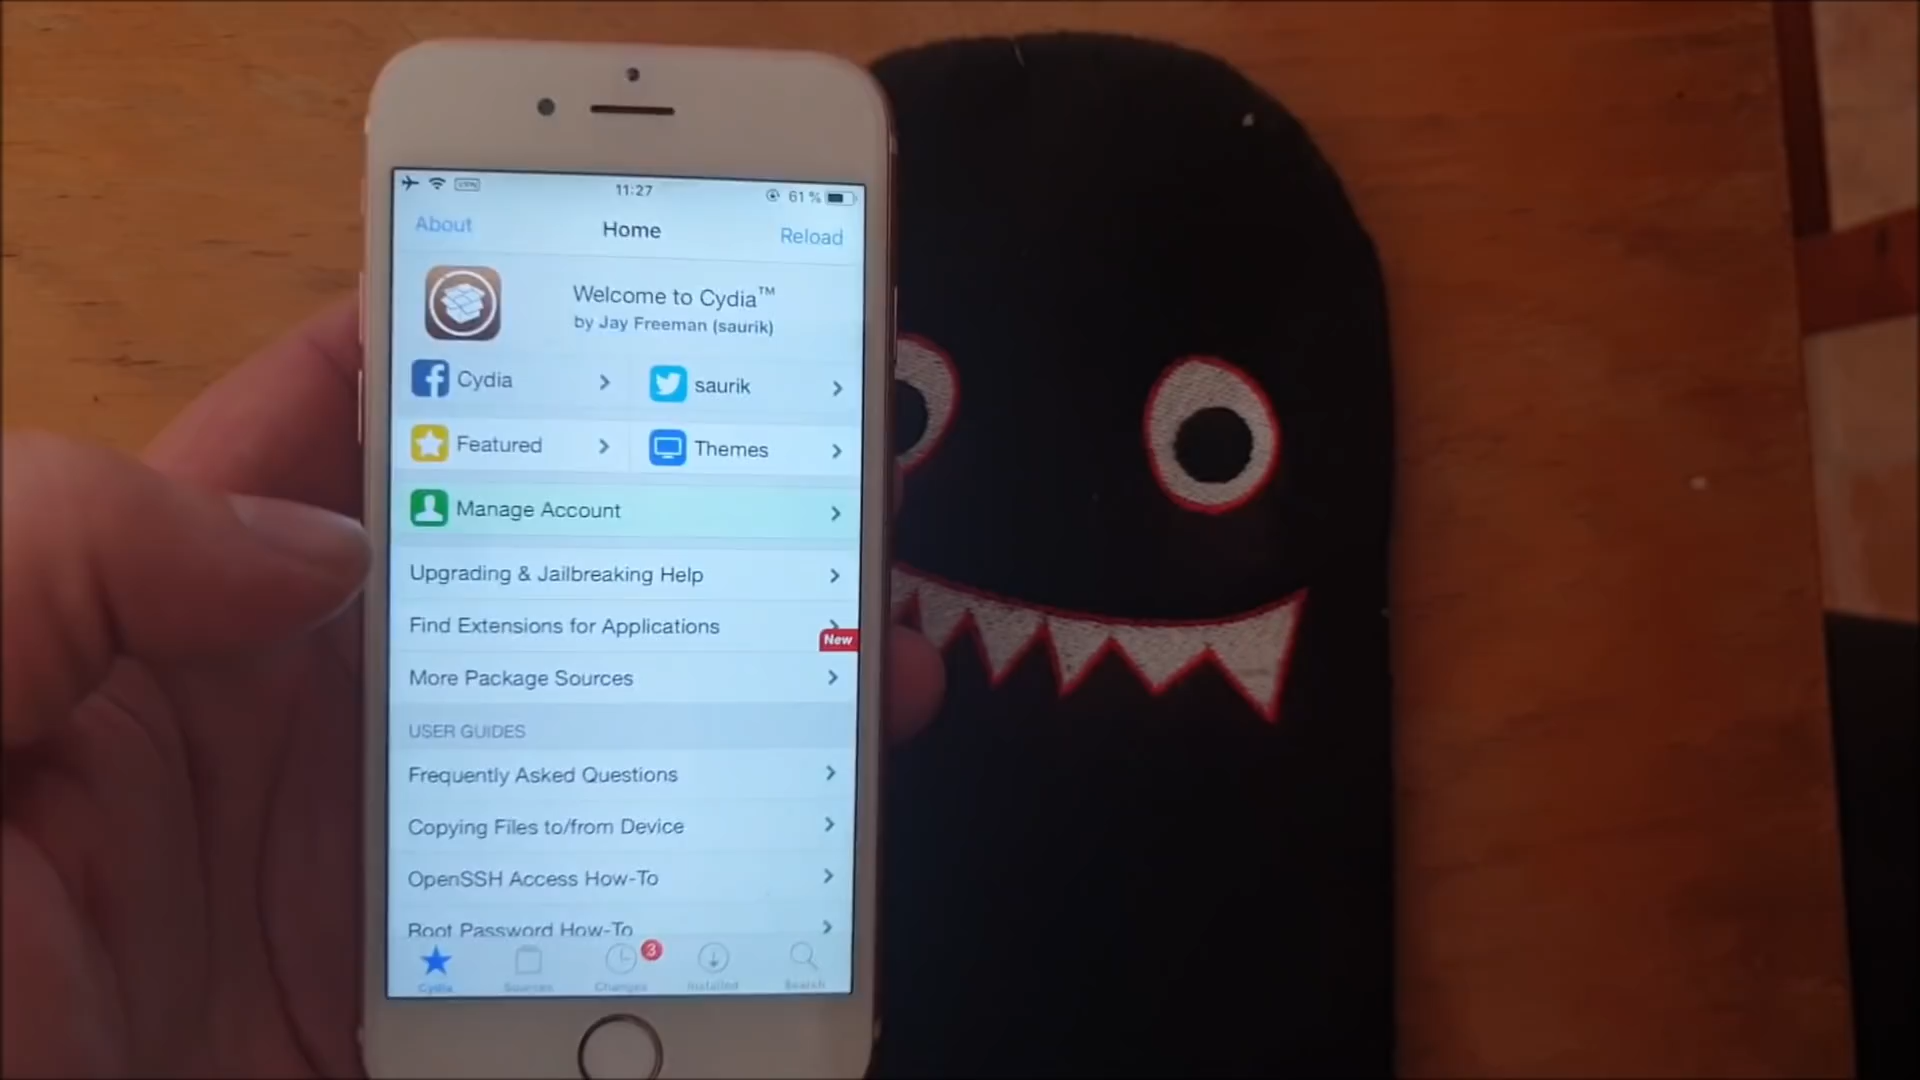 VPN
11:27
61 %
About
Home
Reload
Welcome to Cydia™
by Jay Freeman (saurik)
Cydia
saurik
Featured
Themes
Manage Account
Upgrading & Jailbreaking Help
Find Extensions for Applications
New
More Package Sources
USER GUIDES
Frequently Asked Questions
Copying Files to/from Device
OpenSSH Access How-To
Root Password How-To
3
Cydia
Sources
Changes
Installed
Search